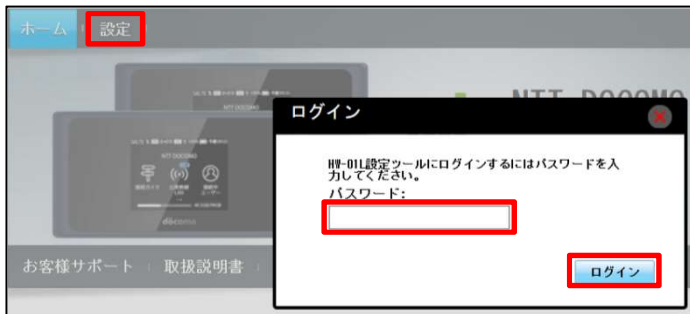 ホーム 設定
NTT DOCOMO
ログイン
HW-01L設定ツールにログインするにはパスワードを入
力してください。
パスワード:
docomo
お客様サポート 取扱説明書
ログイン